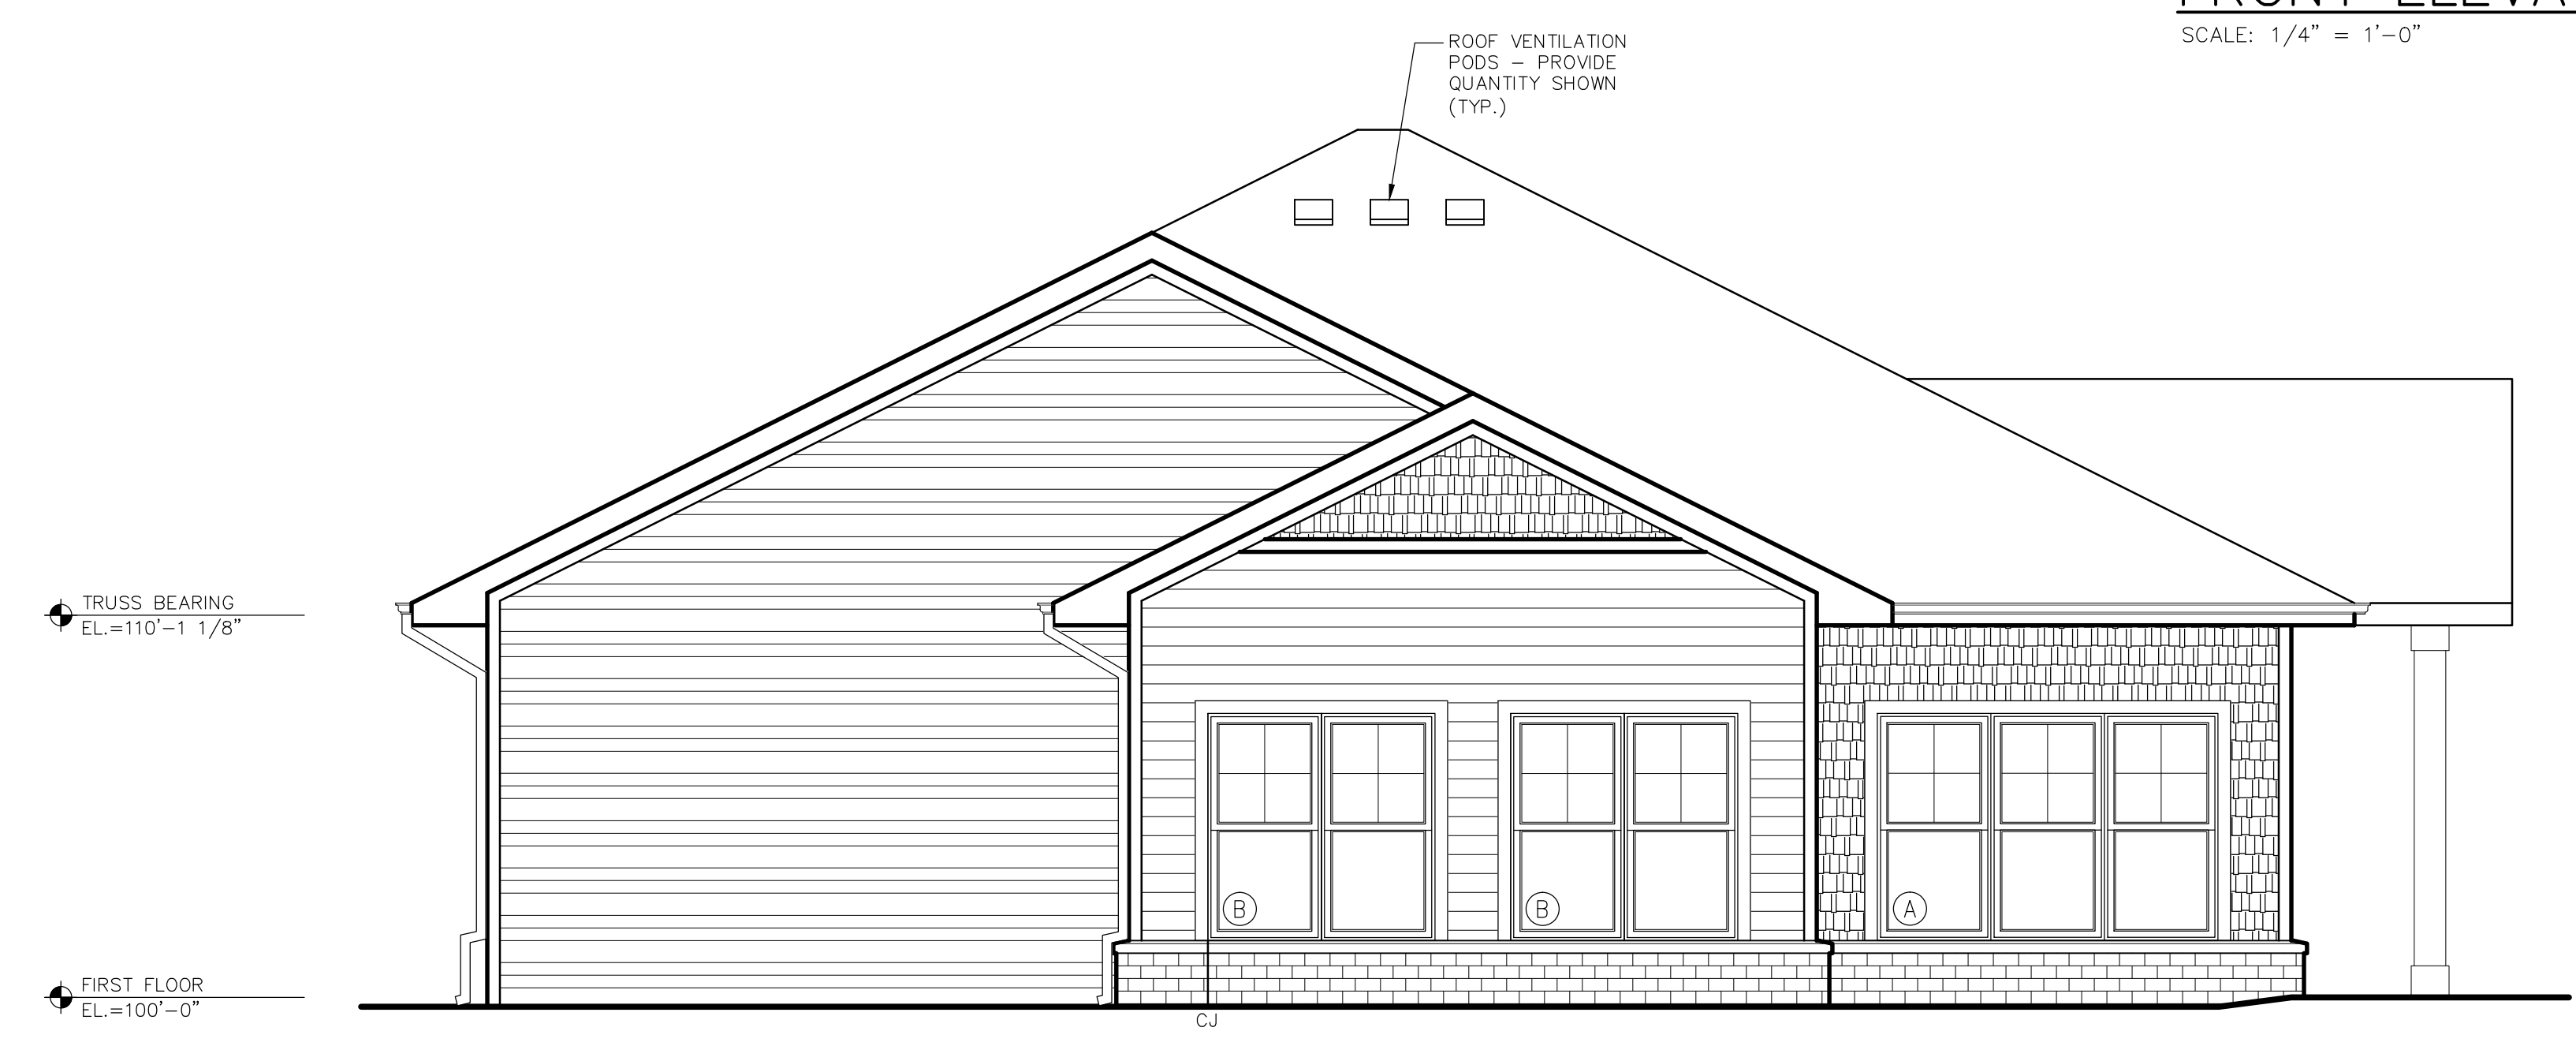 SCALE: 1/4" = 1'-0"
ROOF VENTILATION
PODS - PROVIDE
QUANTITY SHOWN
(TYP.)
TRUSS BEARING
EL.=110'-1 1/8"
B
B
A
FIRST FLOOR
EL.=100'-0"
CJ